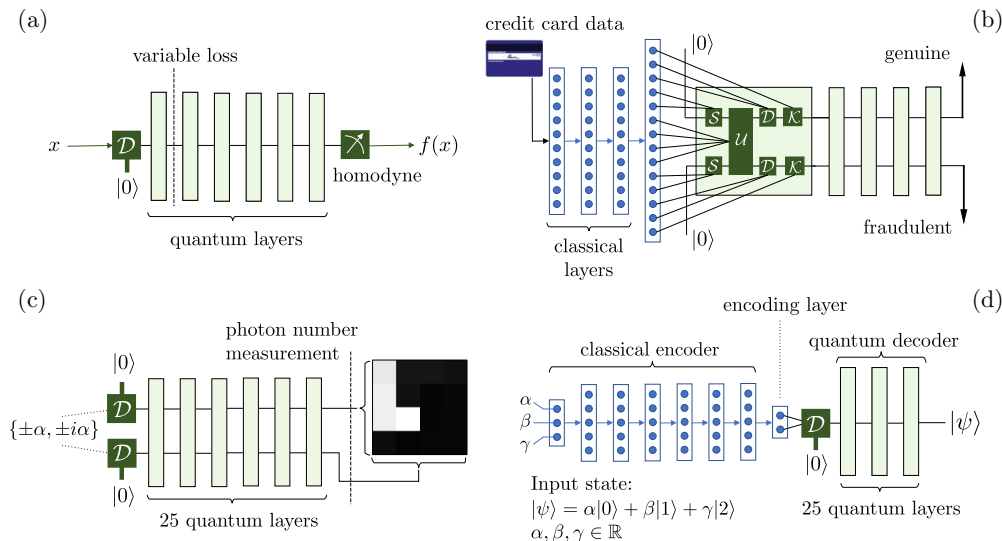 (a)
variable loss
x
𝒟
|0⟩
homodyne
f(x)
quantum layers
(b)
credit card data
|0⟩
genuine
𝒮
𝒟
𝒦
𝒰
𝒮
𝒟
𝒦
|0⟩
fraudulent
classical
layers
(c)
photon number
measurement
|0⟩
𝒟
{±α, ±iα}
𝒟
|0⟩
25 quantum layers
(d)
encoding layer
quantum decoder
classical encoder
α
β
γ
𝒟
|0⟩
|ψ⟩
Input state:
|ψ⟩ = α|0⟩ + β|1⟩ + γ|2⟩
α, β, γ ∈ ℝ
25 quantum layers